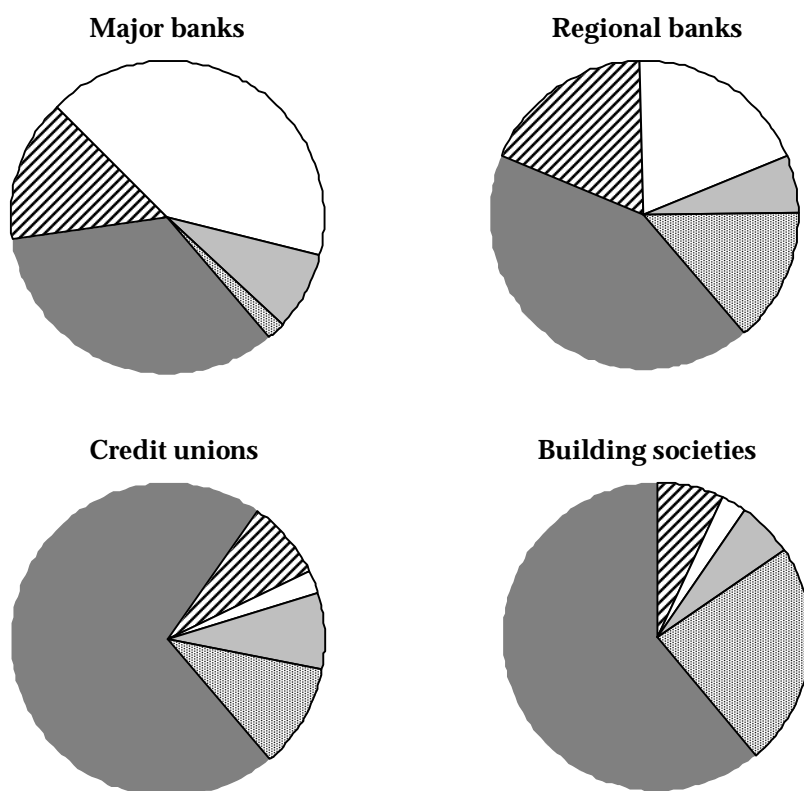 Major banks
Regional banks
Credit unions
Building societies